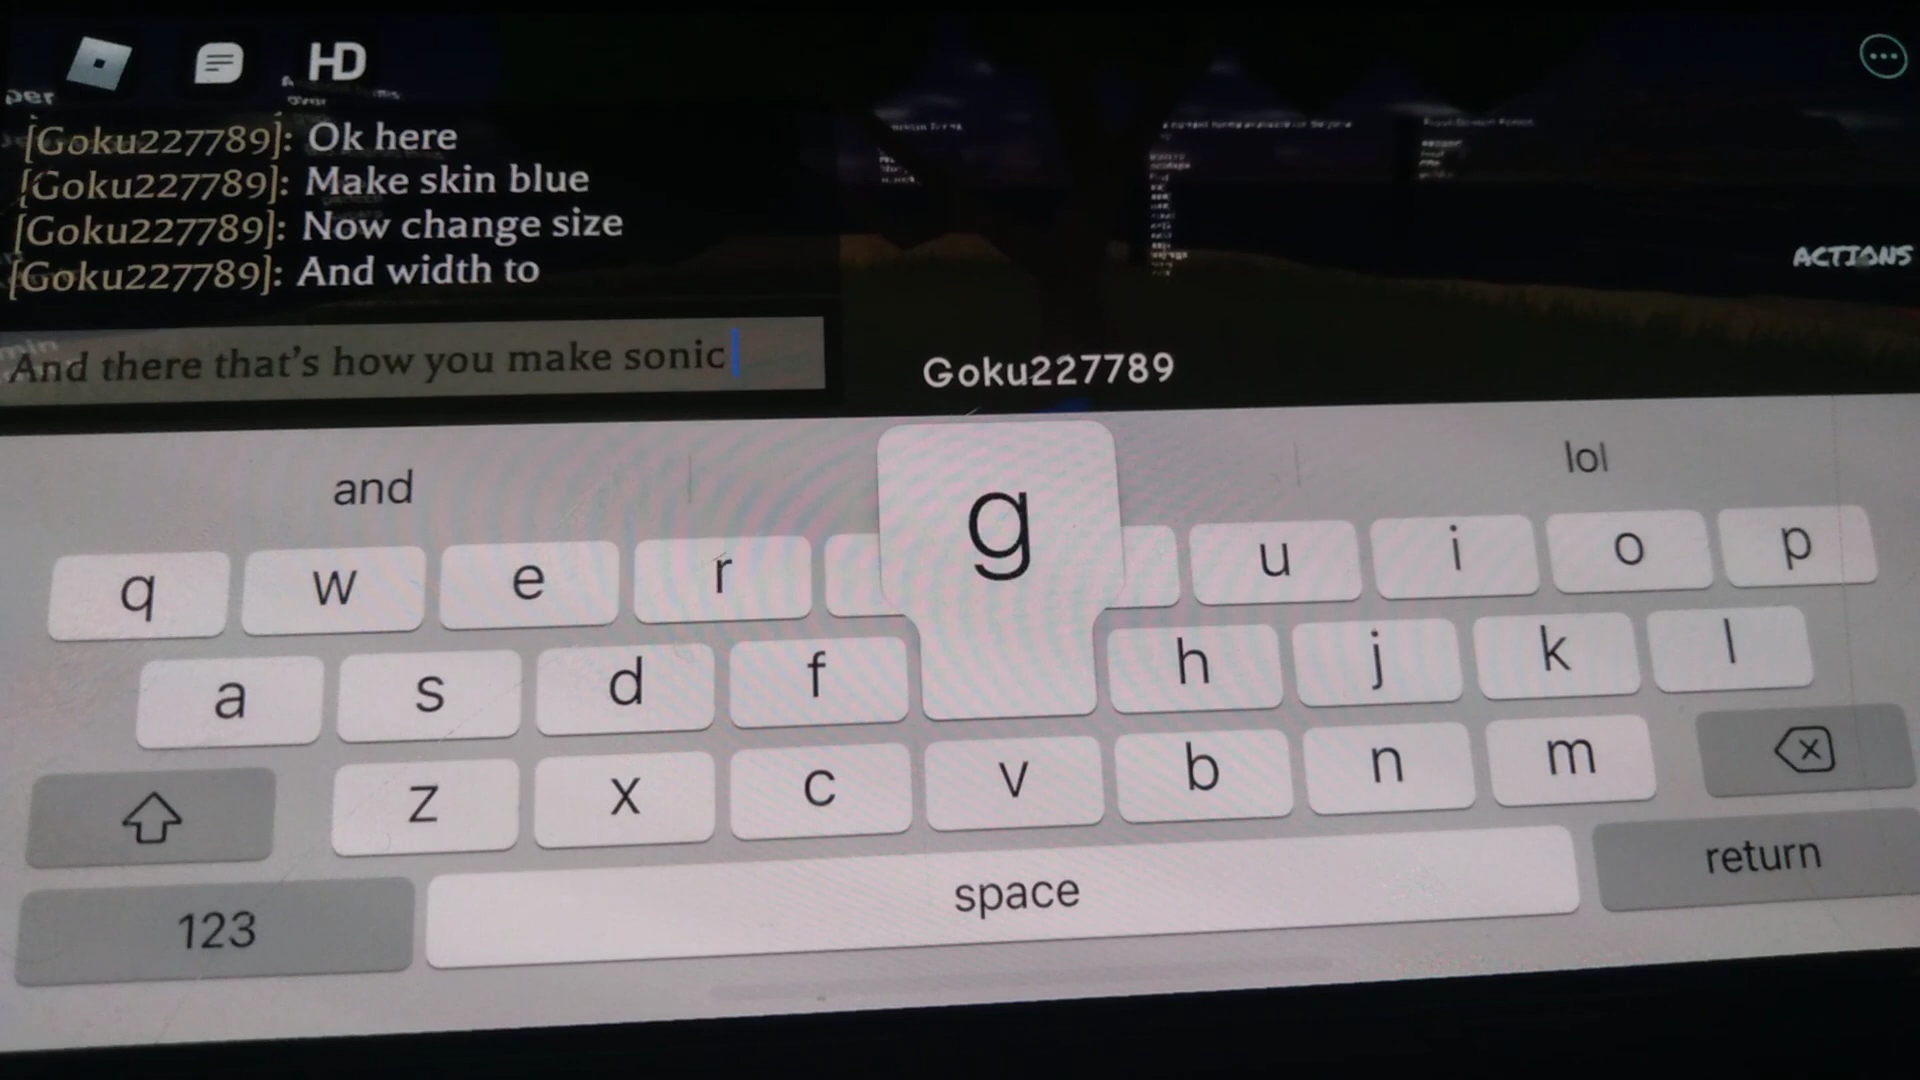 HD
per
[Goku227789]: Ok here
[Goku227789]: Make skin blue
[Goku227789]: Now change size
[Goku227789]: And width to
ACTIONS
And there that's how you make sonic
Goku227789
and
lol
g
q w e r u i o p
a s d f h j k l
z x c v b n m
123
space
return